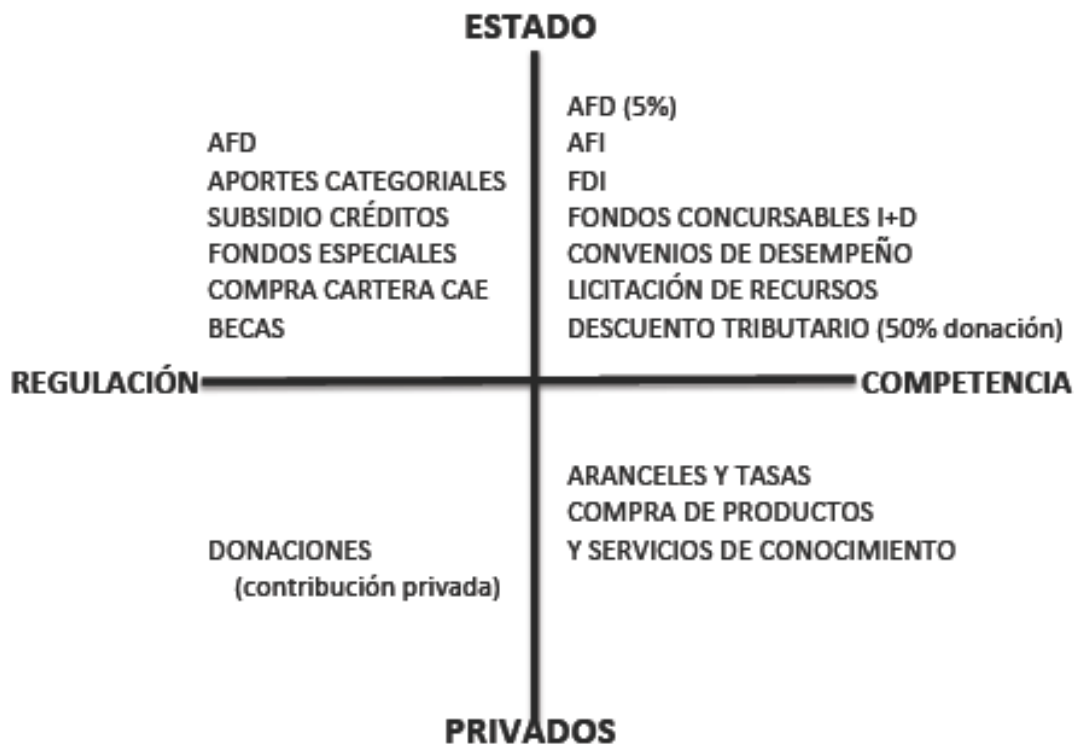 ESTADO
AFD
APORTES CATEGORIALES
SUBSIDIO CRÉDITOS
FONDOS ESPECIALES
COMPRA CARTERA CAE
BECAS
AFD (5%)
AFI
FDI
FONDOS CONCURSABLES I+D
CONVENIOS DE DESEMPEÑO
LICITACIÓN DE RECURSOS
DESCUENTO TRIBUTARIO (50% donación)
REGULACIÓN
COMPETENCIA
DONACIONES
(contribución privada)
ARANCELES Y TASAS
COMPRA DE PRODUCTOS
Y SERVICIOS DE CONOCIMIENTO
PRIVADOS